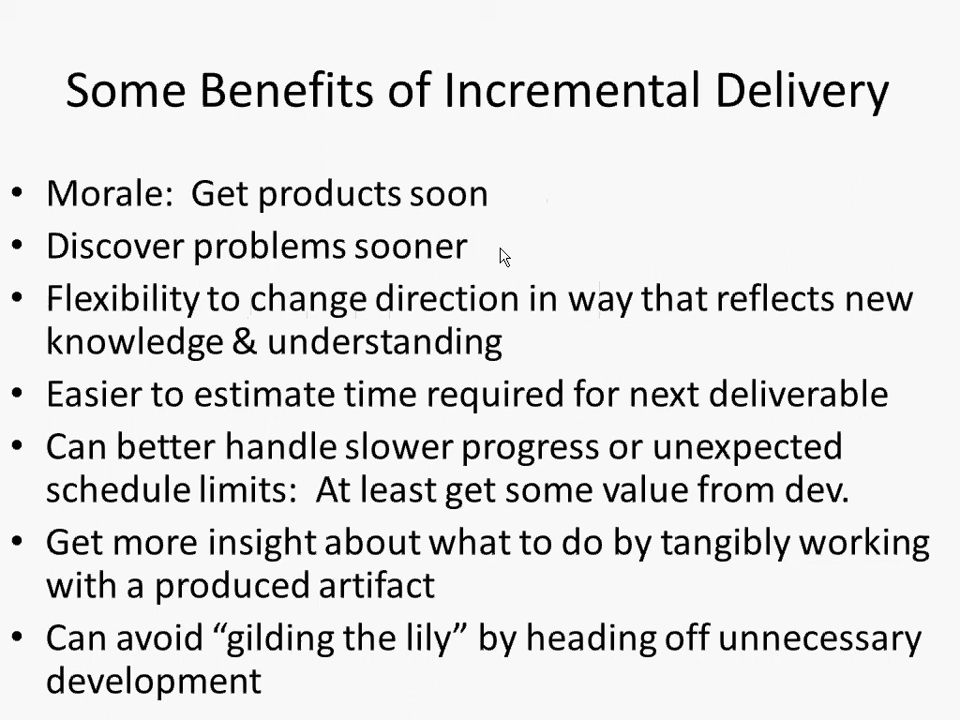 Some Benefits of Incremental Delivery
• Morale:  Get products soon
• Discover problems sooner
• Flexibility to change direction in way that reflects new
knowledge & understanding
• Easier to estimate time required for next deliverable
• Can better handle slower progress or unexpected
schedule limits:  At least get some value from dev.
• Get more insight about what to do by tangibly working
with a produced artifact
• Can avoid “gilding the lily” by heading off unnecessary
development